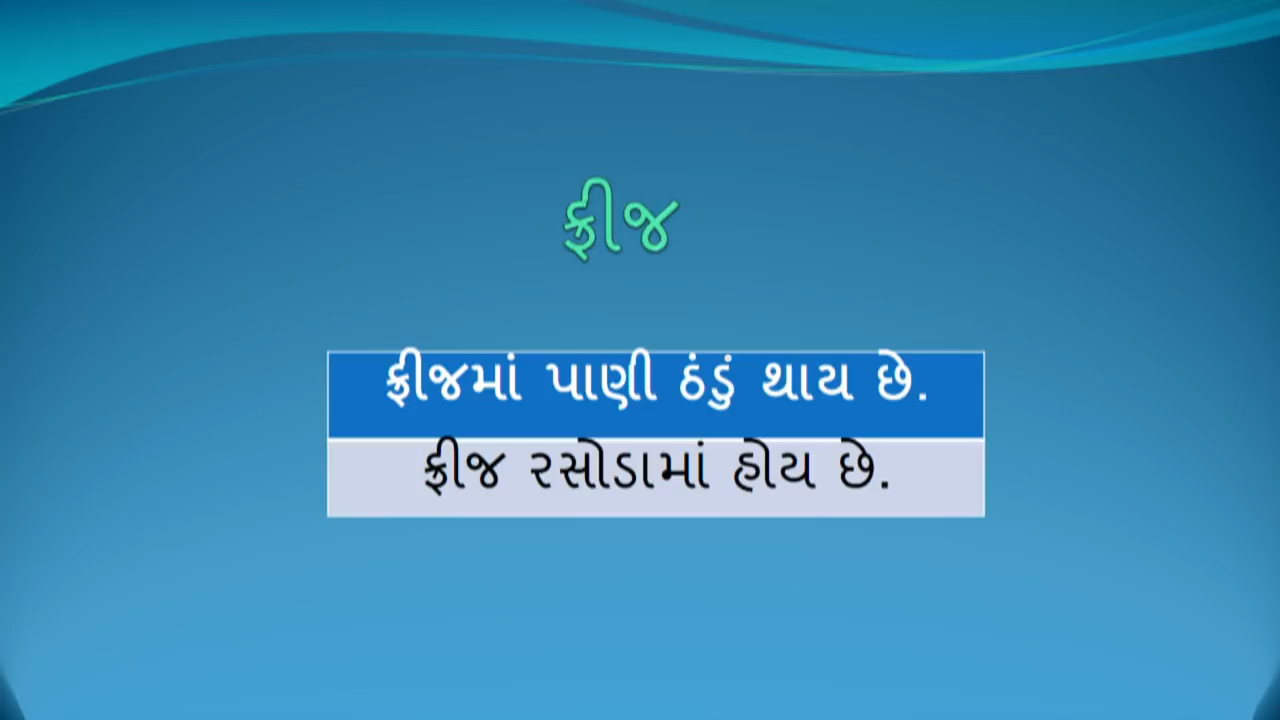 ફ્રીજ
ફ્રીજમાં પાણી ઠંડું થાય છે.
ફ્રીજ રસોડામાં હોય છે.